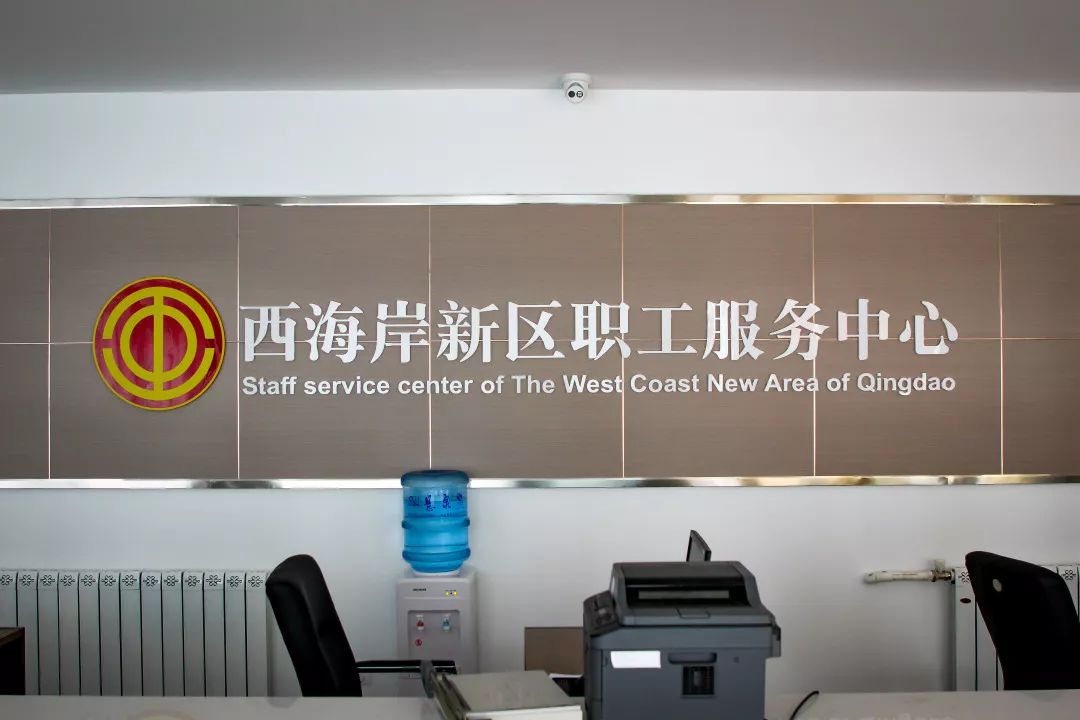 西海岸新区职工服务中心
Staff service center of The West Coast New Area of Qingdao